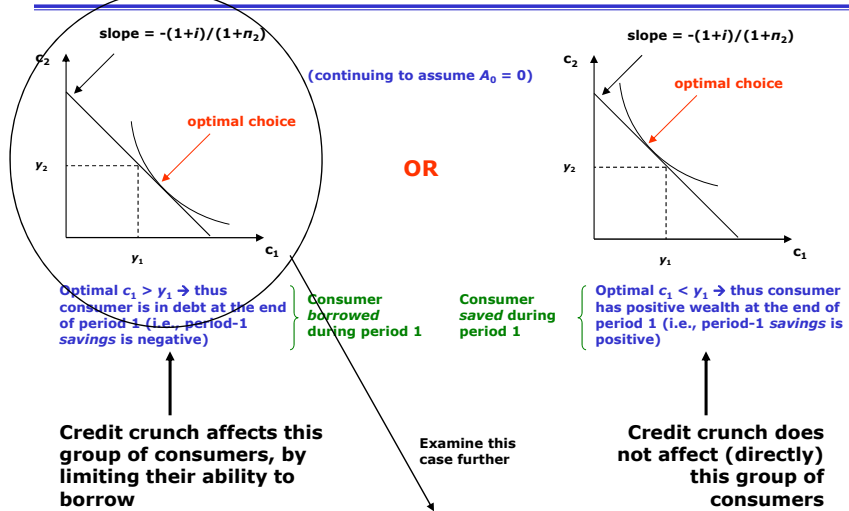 slope = -(1+i)/(1+π₂)
c₂
optimal choice
y₂
y₁
c₁
(continuing to assume A₀ = 0)
OR
slope = -(1+i)/(1+π₂)
c₂
optimal choice
y₂
y₁
c₁
Optimal c₁ > y₁ → thus
consumer is in debt at the end
of period 1 (i.e., period-1
savings is negative)
Consumer
borrowed
during period 1
Consumer
saved during
period 1
Optimal c₁ < y₁ → thus consumer
has positive wealth at the end of
period 1 (i.e., period-1 savings is
positive)
Credit crunch affects this
group of consumers, by
limiting their ability to
borrow
Examine this
case further
Credit crunch does
not affect (directly)
this group of
consumers